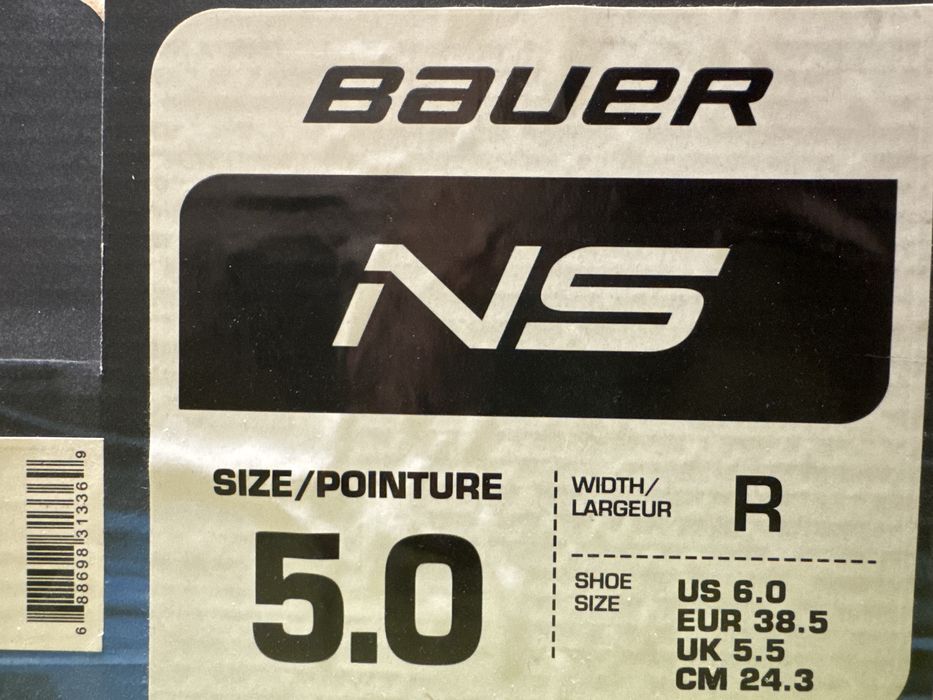 BAUER
NS
SIZE/POINTURE
5.0
WIDTH/
LARGEUR
R
SHOE
SIZE
US 6.0
EUR 38.5
UK 5.5
CM 24.3
6 88698 31336 9